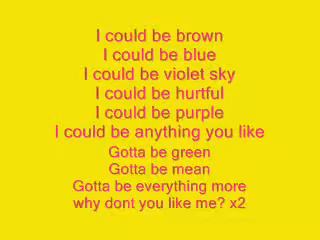 I could be brown
I could be blue
I could be violet sky
I could be hurtful
I could be purple
I could be anything you like
Gotta be green
Gotta be mean
Gotta be everything more
why dont you like me? x2